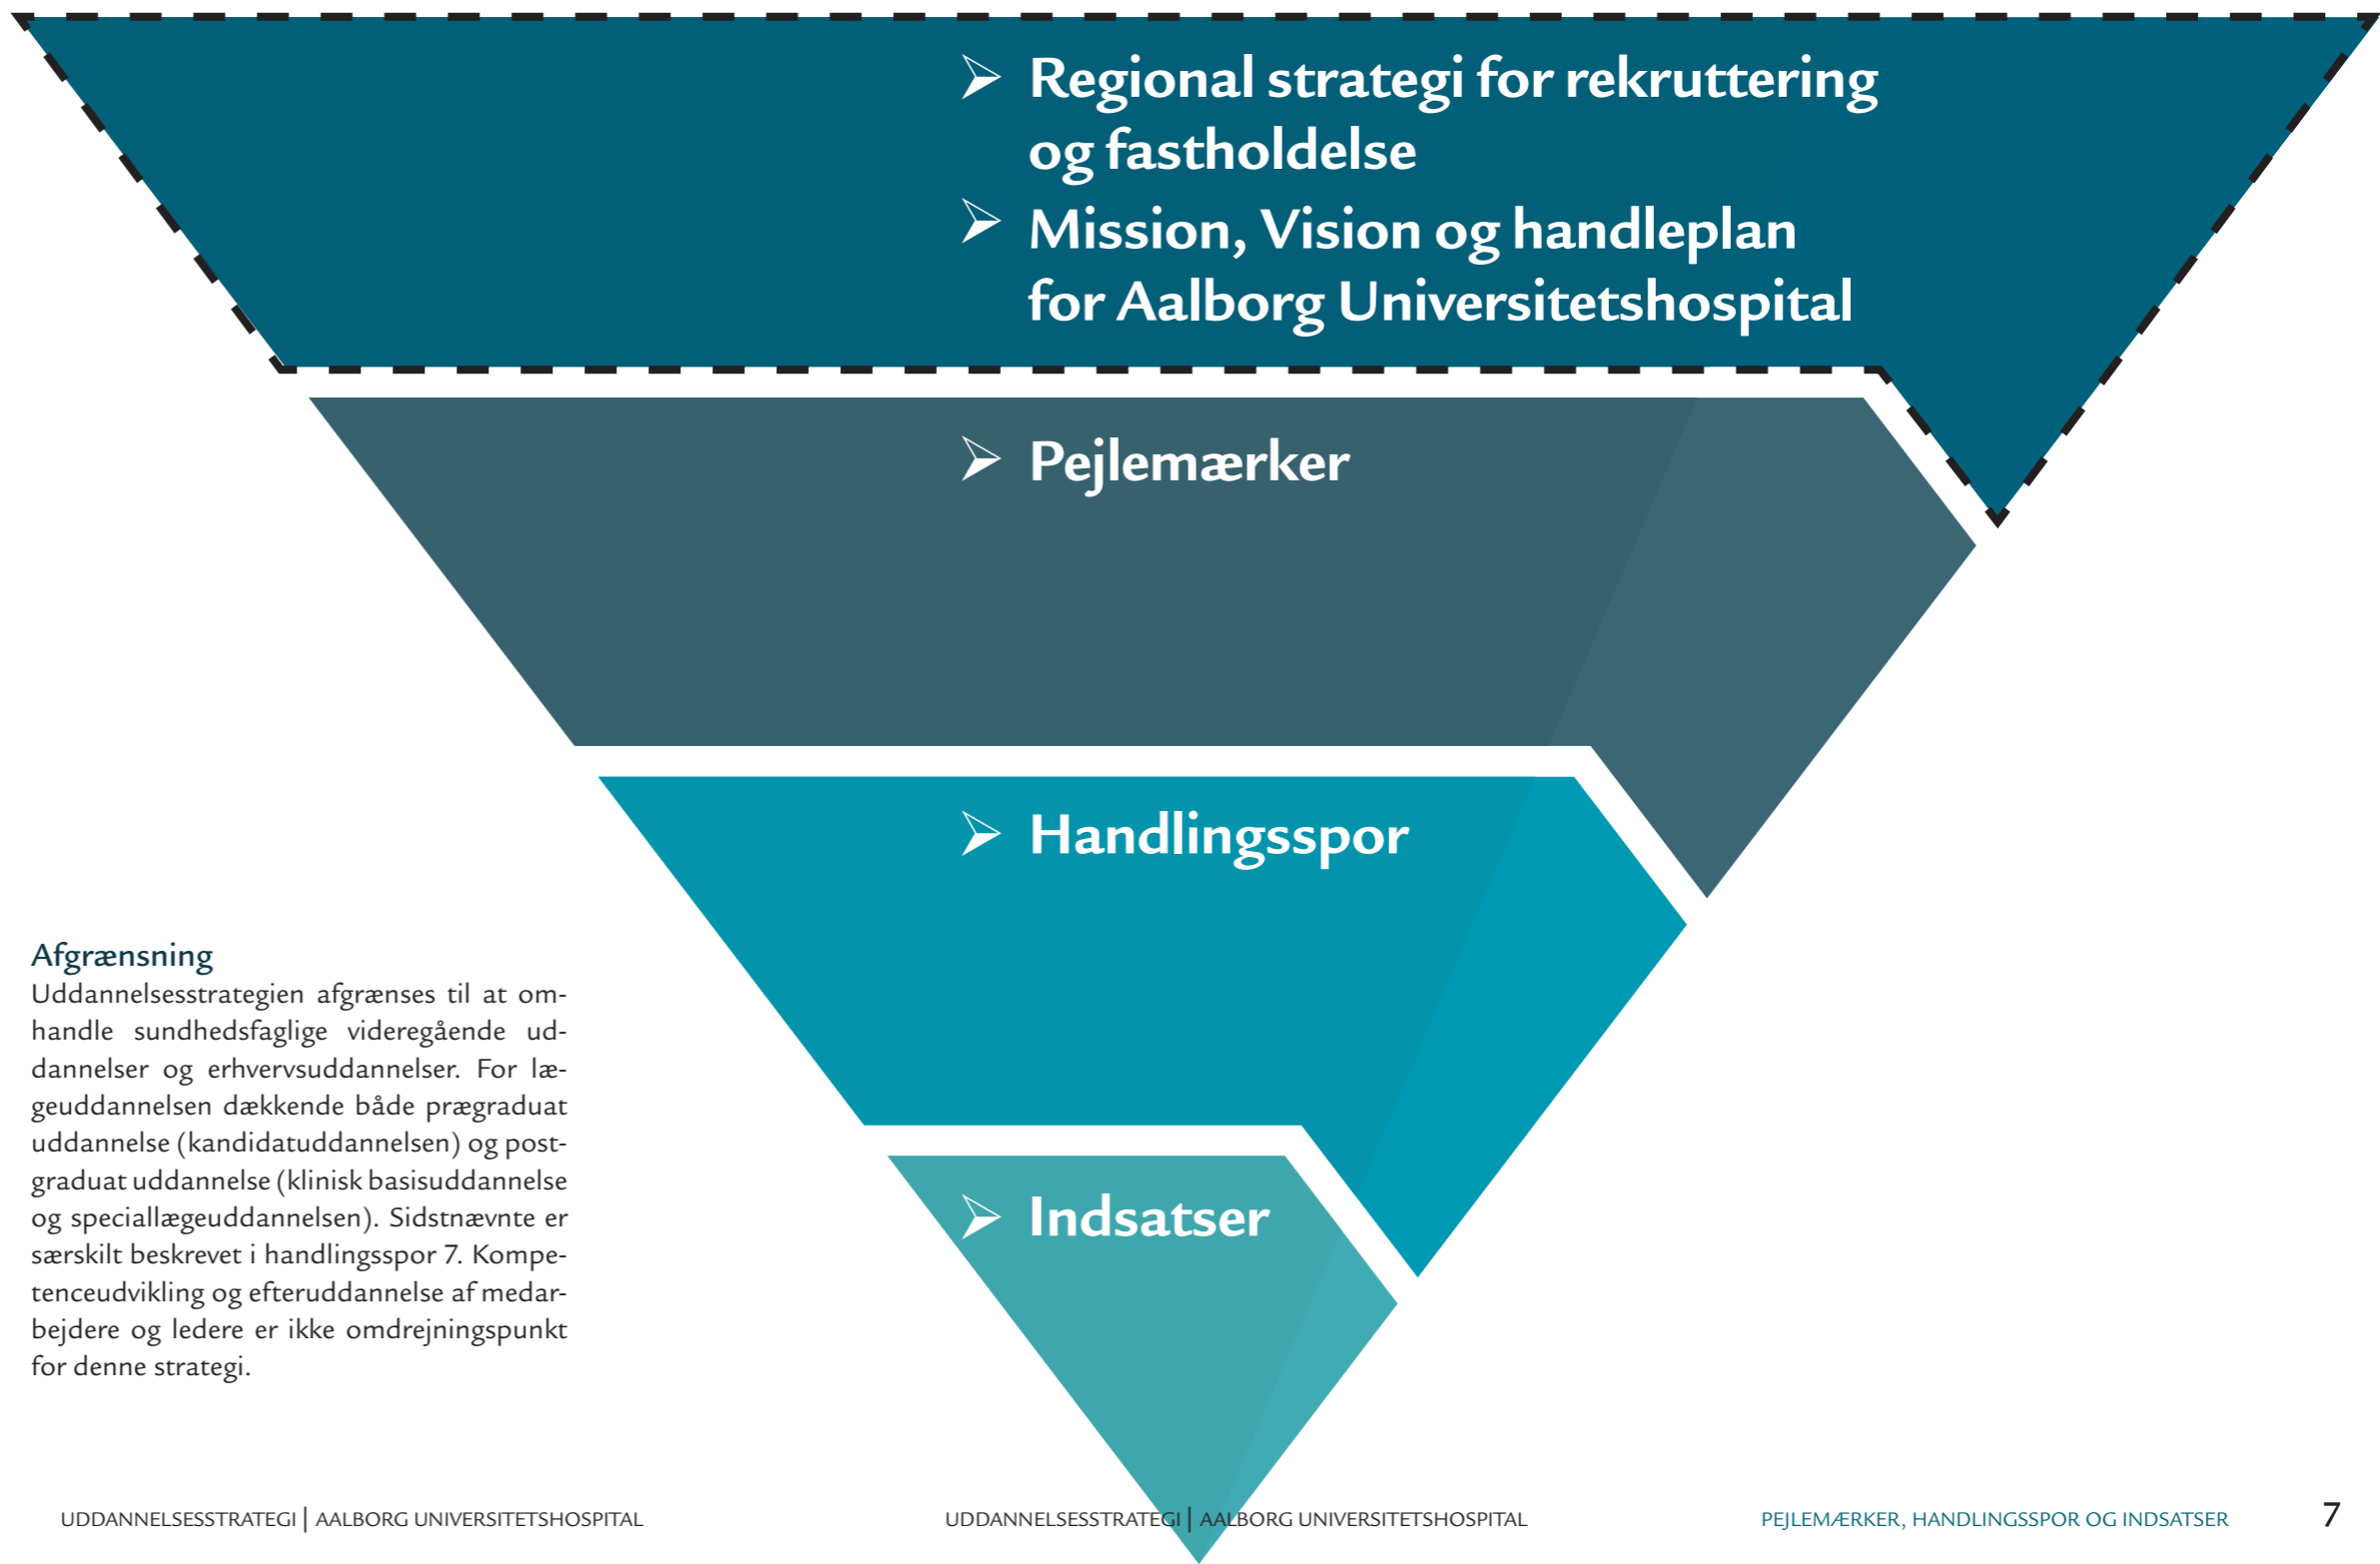 ➢ Regional strategi for rekruttering
og fastholdelse
➢ Mission, Vision og handleplan
for Aalborg Universitetshospital
➢ Pejlemærker
➢ Handlingsspor
➢ Indsatser
Afgrænsning
Uddannelsesstrategien afgrænses til at om-
handle sundhedsfaglige videregående ud-
dannelser og erhvervsuddannelser. For læ-
geuddannelsen dækkende både prægraduat
uddannelse (kandidatuddannelsen) og post-
graduat uddannelse (klinisk basisuddannelse
og speciallægeuddannelsen). Sidstnævnte er
særskilt beskrevet i handlingsspor 7. Kompe-
tenceudvikling og efteruddannelse af medar-
bejdere og ledere er ikke omdrejningspunkt
for denne strategi.
UDDANNELSESSTRATEGI | AALBORG UNIVERSITETSHOSPITAL
UDDANNELSESSTRATEGI | AALBORG UNIVERSITETSHOSPITAL
PEJLEMÆRKER, HANDLINGSSPOR OG INDSATSER 7